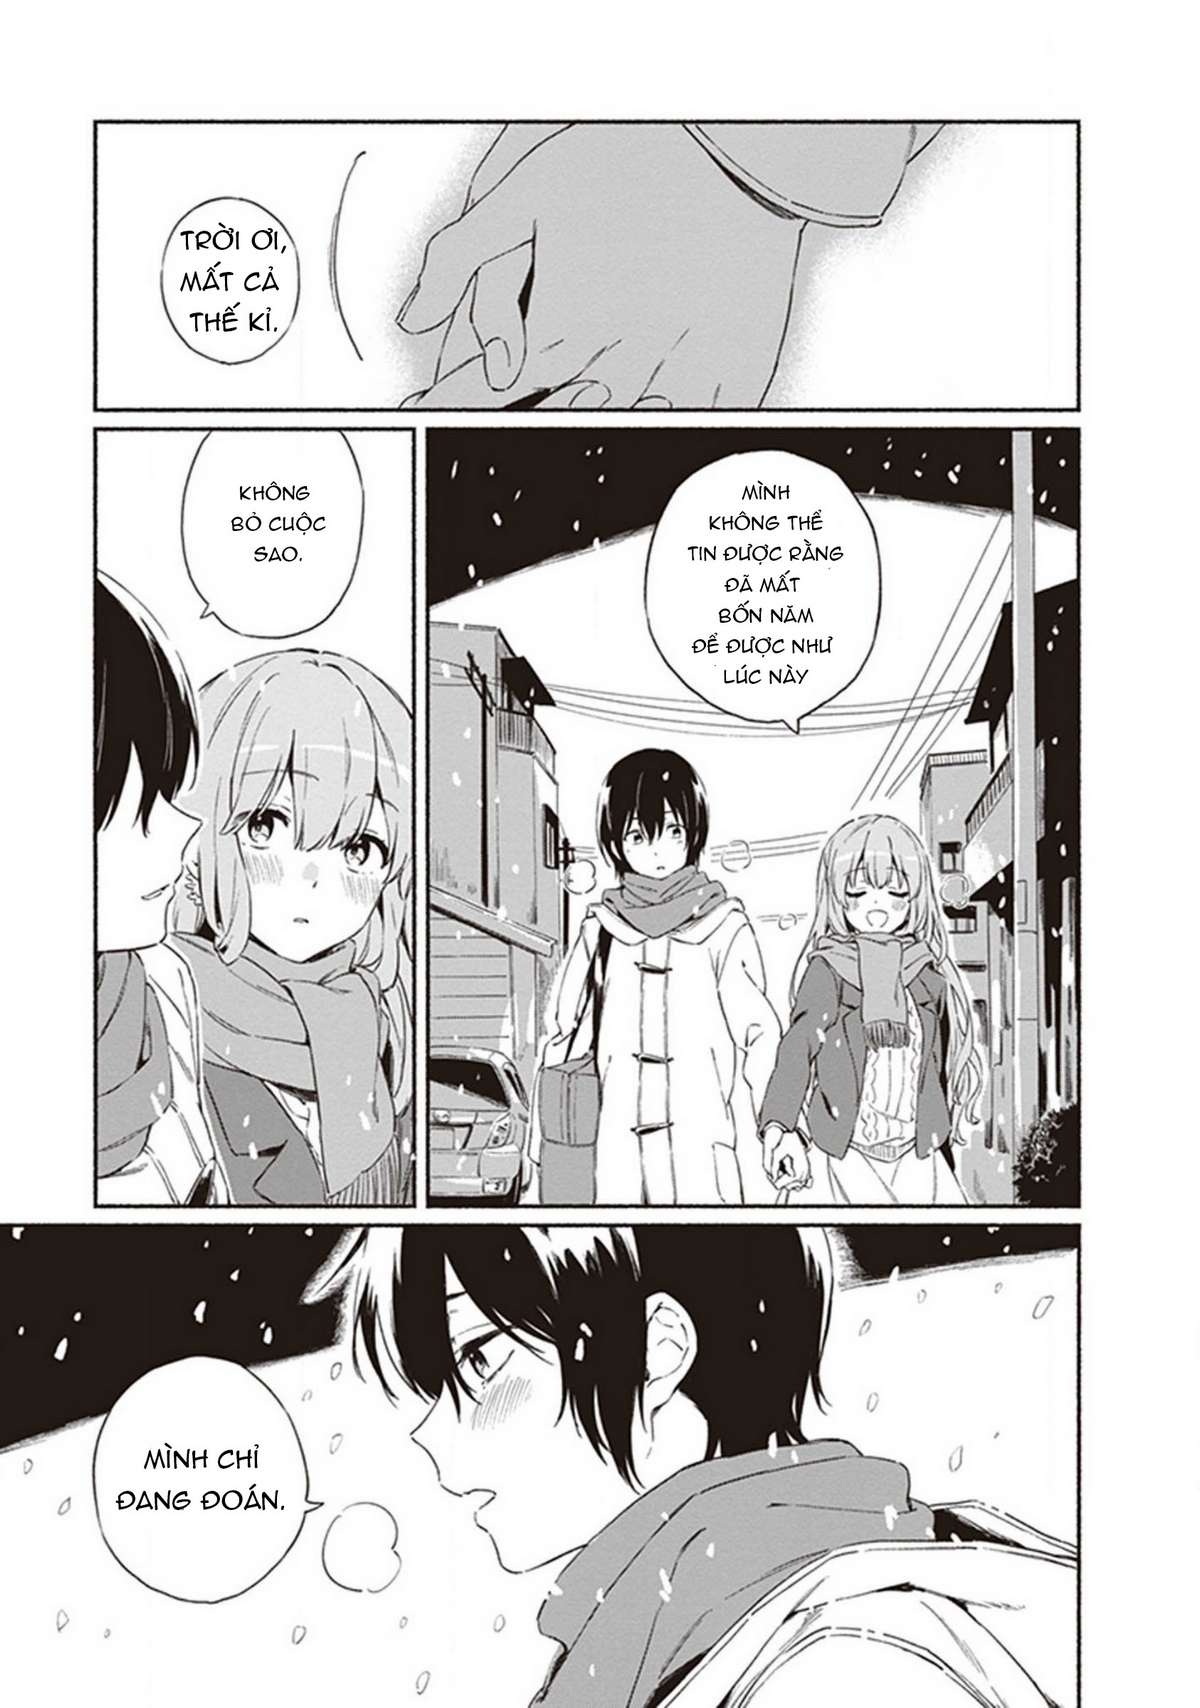 TRỜI ƠI,
MẤT CẢ
THẾ KỈ.
MÌNH
KHÔNG THỂ
TIN ĐƯỢC RẰNG
ĐÃ MẤT
BỐN NĂM
ĐỂ ĐƯỢC NHƯ
LÚC NÀY
KHÔNG
BỎ CUỘC
SAO.
MÌNH CHỈ
ĐANG ĐOÁN.